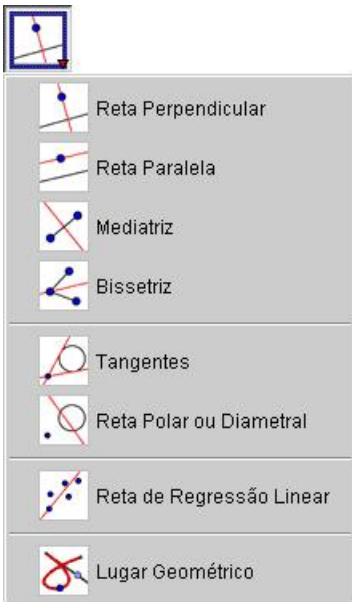 Reta Perpendicular
Reta Paralela
Mediatriz
Bissetriz
Tangentes
Reta Polar ou Diametral
Reta de Regressão Linear
Lugar Geométrico